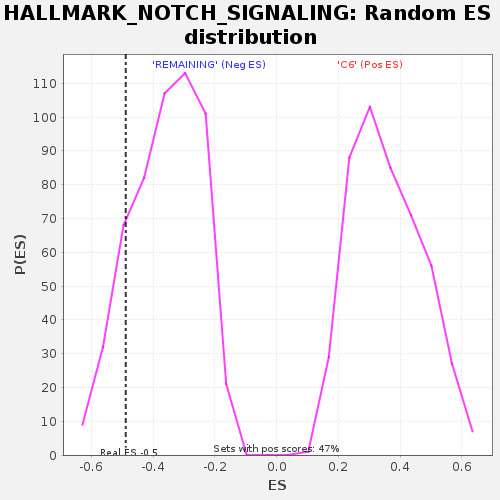 HALLMARK_NOTCH_SIGNALING: Random ES
distribution
'REMAINING' (Neg ES)
'C6' (Pos ES)
110
100
90
80
70
60
50
40
30
20
10
0
P(ES)
Real ES -0.5
Sets with pos scores: 47%
-0.6 -0.4 -0.2 0.0 0.2 0.4 0.6
ES